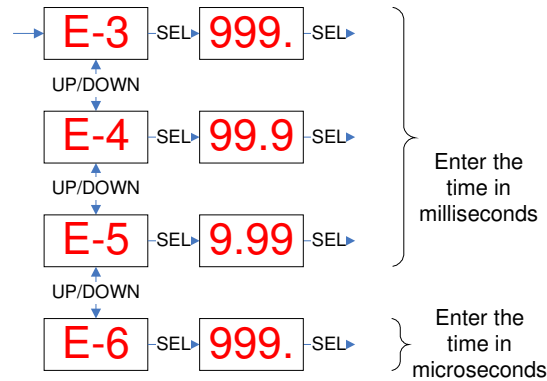 E-3 SEL 999. SEL
UP/DOWN
E-4 SEL 99.9 SEL
UP/DOWN
E-5 SEL 9.99 SEL
UP/DOWN
E-6 SEL 999. SEL
Enter the
time in
milliseconds
Enter the
time in
microseconds